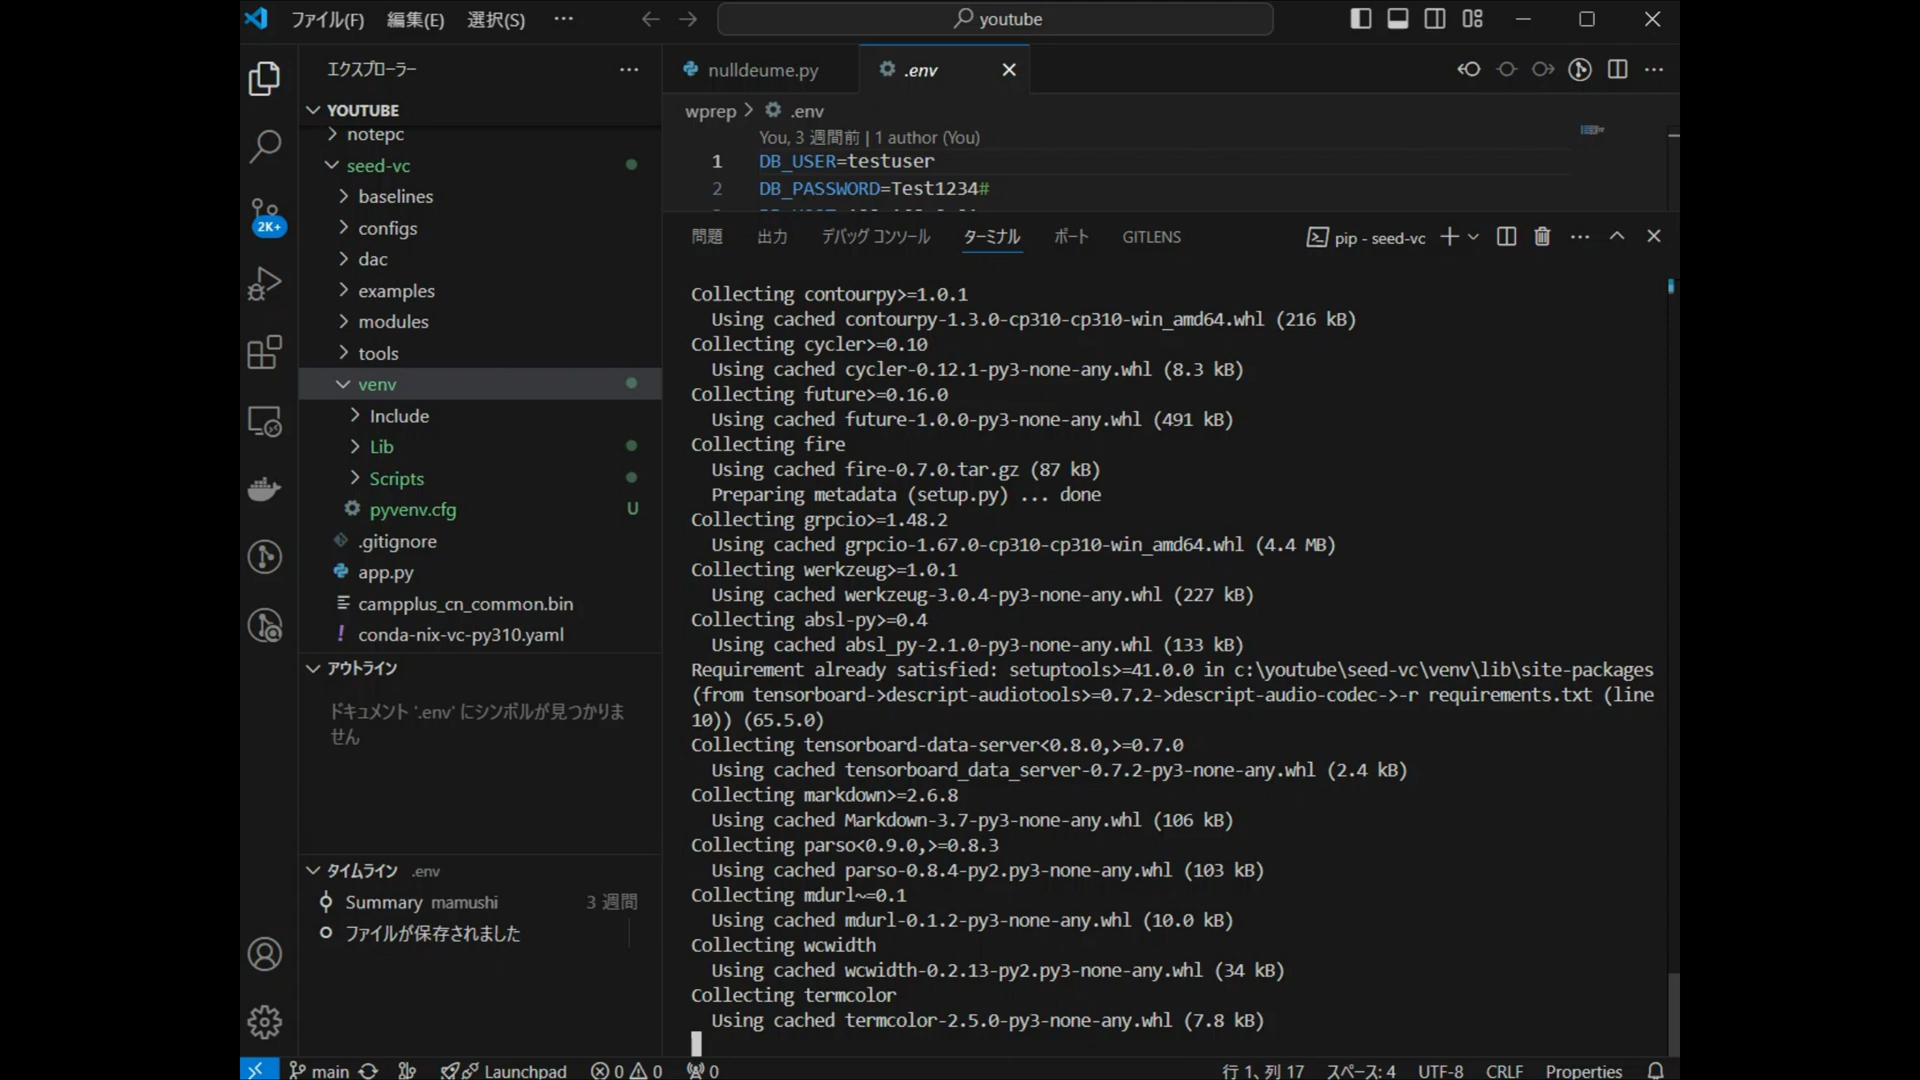 ファイル(F) 編集(E) 選択(S) ··· youtube
エクスプローラー ···
nulldeume.py .env
YOUTUBE
wprep > .env
notepc
seed-vc
baselines
configs
dac
examples
modules
tools
venv
Include
Lib
Scripts
pyvenv.cfg U
.gitignore
app.py
campplus_cn_common.bin
conda-nix-vc-py310.yaml
2K+
アウトライン
ドキュメント '.env' にシンボルが見つかりま
せん
タイムライン .env
Summary mamushi 3 週間
ファイルが保存されました
You, 3 週間前 | 1 author (You)
1 DB_USER=testuser
2 DB_PASSWORD=Test1234#
問題 出力 デバッグ コンソール ターミナル ポート GITLENS pip - seed-vc
Collecting contourpy>=1.0.1
Using cached contourpy-1.3.0-cp310-cp310-win_amd64.whl (216 kB)
Collecting cycler>=0.10
Using cached cycler-0.12.1-py3-none-any.whl (8.3 kB)
Collecting future>=0.16.0
Using cached future-1.0.0-py3-none-any.whl (491 kB)
Collecting fire
Using cached fire-0.7.0.tar.gz (87 kB)
Preparing metadata (setup.py) ... done
Collecting grpcio>=1.48.2
Using cached grpcio-1.67.0-cp310-cp310-win_amd64.whl (4.4 MB)
Collecting werkzeug>=1.0.1
Using cached werkzeug-3.0.4-py3-none-any.whl (227 kB)
Collecting absl-py>=0.4
Using cached absl_py-2.1.0-py3-none-any.whl (133 kB)
Requirement already satisfied: setuptools>=41.0.0 in c:\youtube\seed-vc\venv\lib\site-packages
(from tensorboard->descript-audiotools>=0.7.2->descript-audio-codec->-r requirements.txt (line
10)) (65.5.0)
Collecting tensorboard-data-server<0.8.0,>=0.7.0
Using cached tensorboard_data_server-0.7.2-py3-none-any.whl (2.4 kB)
Collecting markdown>=2.6.8
Using cached Markdown-3.7-py3-none-any.whl (106 kB)
Collecting parso<0.9.0,>=0.8.3
Using cached parso-0.8.4-py2.py3-none-any.whl (103 kB)
Collecting mdurl~=0.1
Using cached mdurl-0.1.2-py3-none-any.whl (10.0 kB)
Collecting wcwidth
Using cached wcwidth-0.2.13-py2.py3-none-any.whl (34 kB)
Collecting termcolor
Using cached termcolor-2.5.0-py3-none-any.whl (7.8 kB)
main Launchpad 0 0 0 行 1、列 17 スペース: 4 UTF-8 CRLF Properties